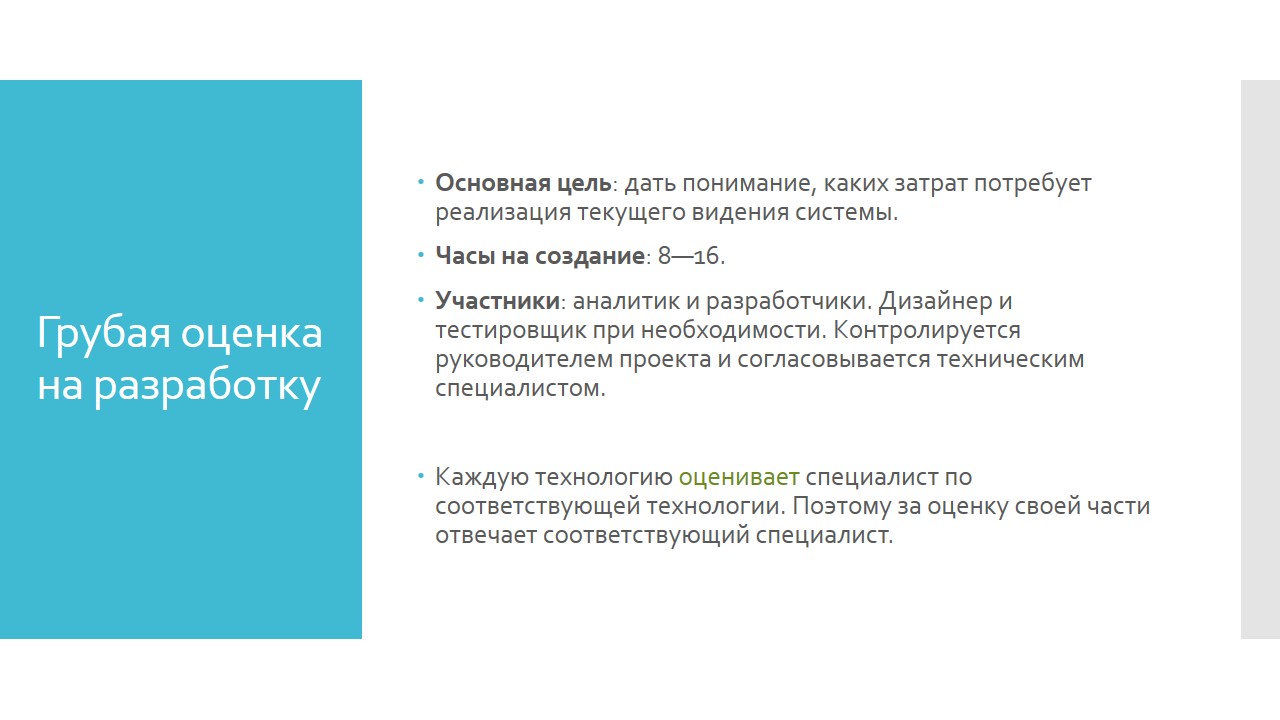 Грубая оценка
на разработку
• Основная цель: дать понимание, каких затрат потребует
реализация текущего видения системы.
• Часы на создание: 8—16.
• Участники: аналитик и разработчики. Дизайнер и
тестировщик при необходимости. Контролируется
руководителем проекта и согласовывается техническим
специалистом.
• Каждую технологию оценивает специалист по
соответствующей технологии. Поэтому за оценку своей части
отвечает соответствующий специалист.